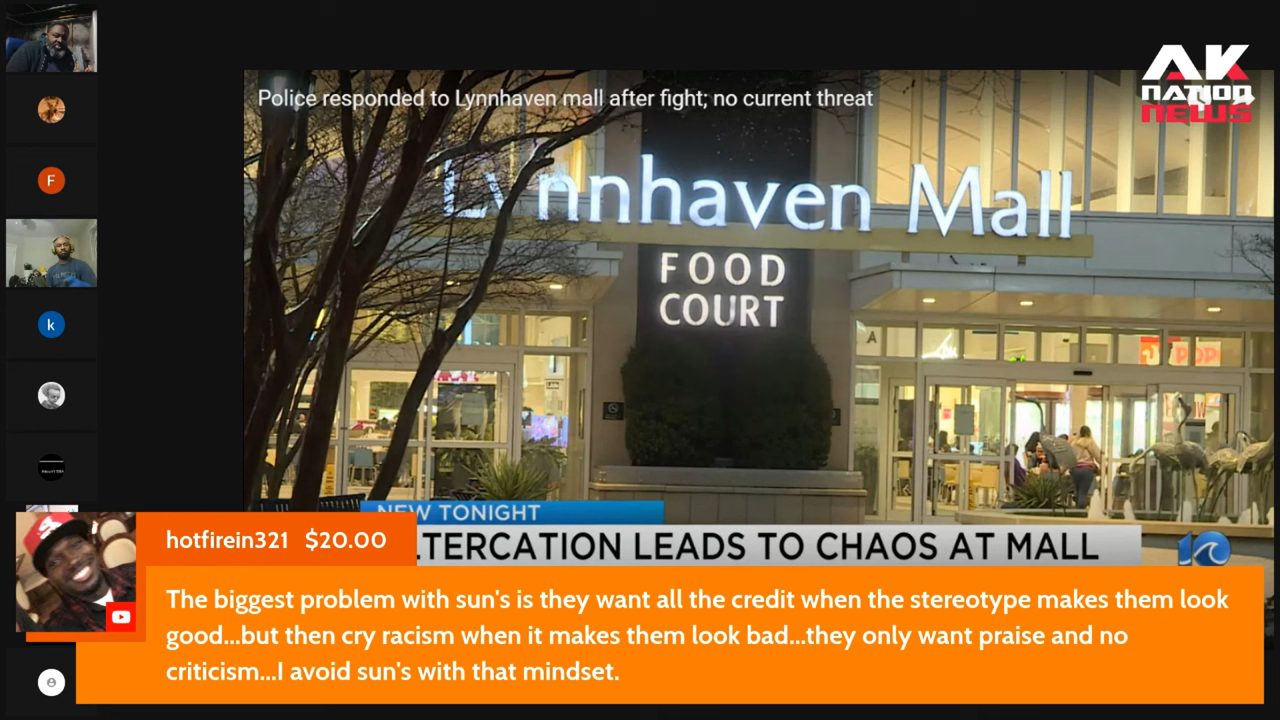 AK
NATION
NEWS
Police responded to Lynnhaven mall after fight; no current threat
Lynnhaven Mall
FOOD
COURT
A
POP
F
k
NEW TONIGHT
LTERCATION LEADS TO CHAOS AT MALL
10
hotfirein321 $20.00
The biggest problem with sun's is they want all the credit when the stereotype makes them look
good...but then cry racism when it makes them look bad...they only want praise and no
criticism...I avoid sun's with that mindset.